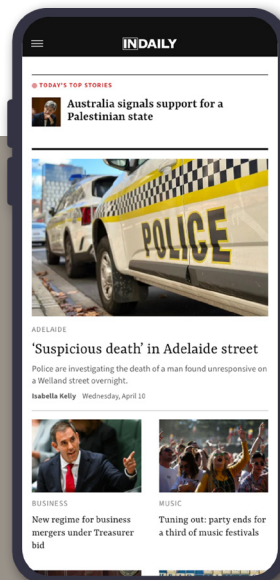 INDAILY
TODAY'S TOP STORIES
Australia signals support for a
Palestinian state
POLICE
ADELAIDE
‘Suspicious death’ in Adelaide street
Police are investigating the death of a man found unresponsive on
a Welland street overnight.
Isabella Kelly Wednesday, April 10
BUSINESS
New regime for business
mergers under Treasurer
bid
MUSIC
Tuning out: party ends for
a third of music festivals